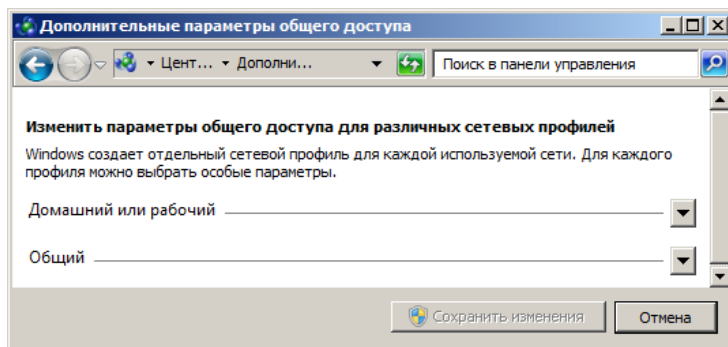 Дополнительные параметры общего доступа
Цент... Дополни... Поиск в панели управления
Изменить параметры общего доступа для различных сетевых профилей
Windows создает отдельный сетевой профиль для каждой используемой сети. Для каждого
профиля можно выбрать особые параметры.
Домашний или рабочий
Общий
Сохранить изменения Отмена